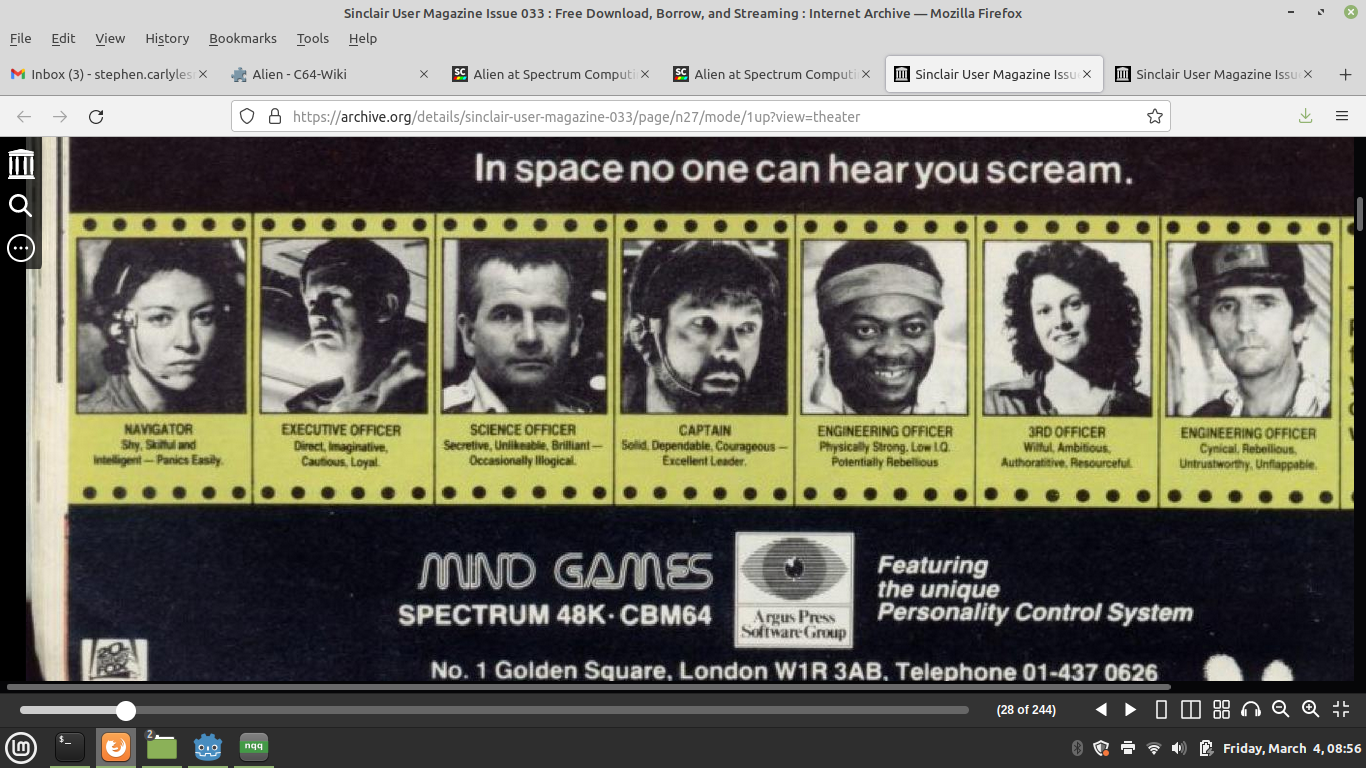 Sinclair User Magazine Issue 033 : Free Download, Borrow, and Streaming : Internet Archive — Mozilla Firefox
File Edit View History Bookmarks Tools Help
Inbox (3) - stephen.carlyles
Alien - C64-Wiki
Alien at Spectrum Computi
Alien at Spectrum Computi
Sinclair User Magazine Issu
Sinclair User Magazine Issu
https://archive.org/details/sinclair-user-magazine-033/page/n27/mode/1up?view=theater
In space no one can hear you scream.
NAVIGATOR
Shy, Skilful and
Intelligent — Panics Easily.
EXECUTIVE OFFICER
Direct, Imaginative,
Cautious, Loyal.
SCIENCE OFFICER
Secretive, Unlikeable, Brilliant —
Occasionally Illogical.
CAPTAIN
Solid, Dependable, Courageous —
Excellent Leader.
ENGINEERING OFFICER
Physically Strong, Low I.Q.
Potentially Rebellious
3RD OFFICER
Wilful, Ambitious,
Authoratitive, Resourceful.
ENGINEERING OFFICER
Cynical, Rebellious,
Untrustworthy, Unflappable.
MIND GAMES
SPECTRUM 48K · CBM64
Argus Press
Software Group
Featuring
the unique
Personality Control System
20
FOX
No. 1 Golden Square, London W1R 3AB, Telephone 01-437 0626
(28 of 244)
$_
2
nqq
Friday, March 4, 08:56